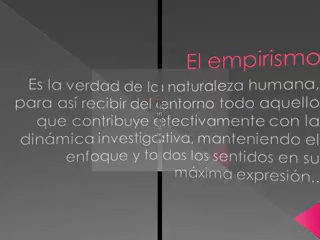 El empirismo
Es la verdad de la naturaleza humana,
para así recibir del entorno todo aquello
que contribuye efectivamente con la
dinámica investigativa, manteniendo el
enfoque y todos los sentidos en su
máxima expresión..